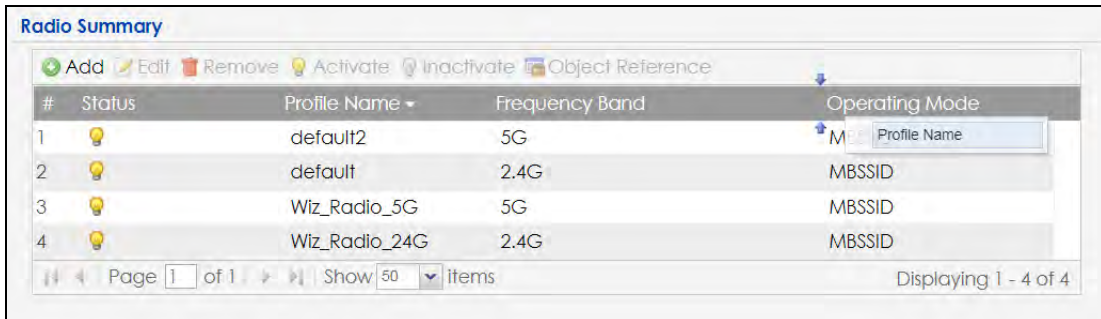 Radio Summary
Add Edit Remove Activate Inactivate Object Reference
# Status Profile Name Frequency Band Operating Mode
1 default2 5G M Profile Name
2 default 2.4G MBSSID
3 Wiz_Radio_5G 5G MBSSID
4 Wiz_Radio_24G 2.4G MBSSID
Page 1 of 1 Show 50 items Displaying 1 - 4 of 4